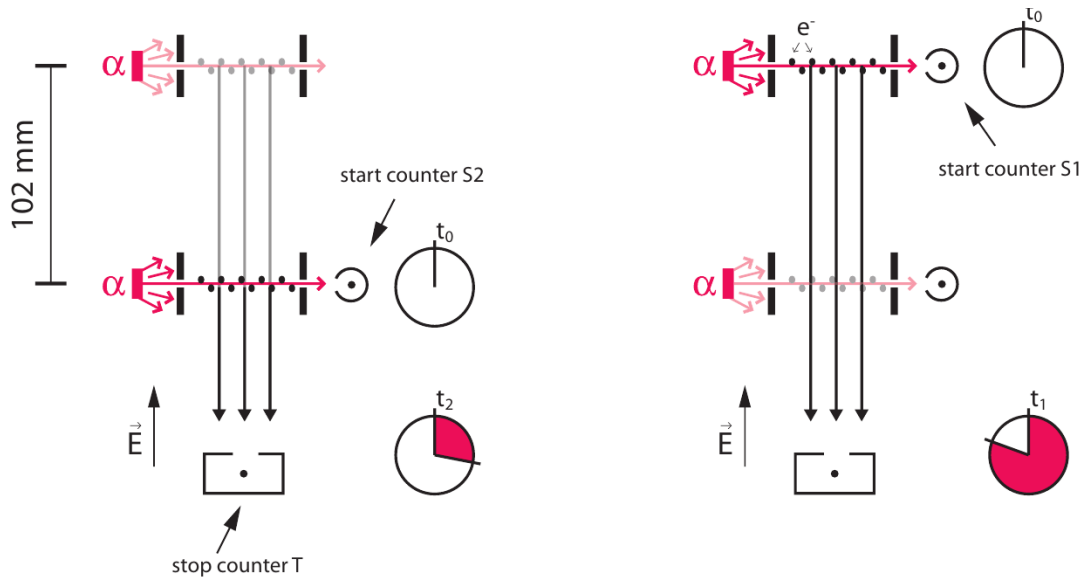 t0
e-
α
α
start counter S1
start counter S2
102 mm
t0
α
α
t2
t1
E
E
stop counter T